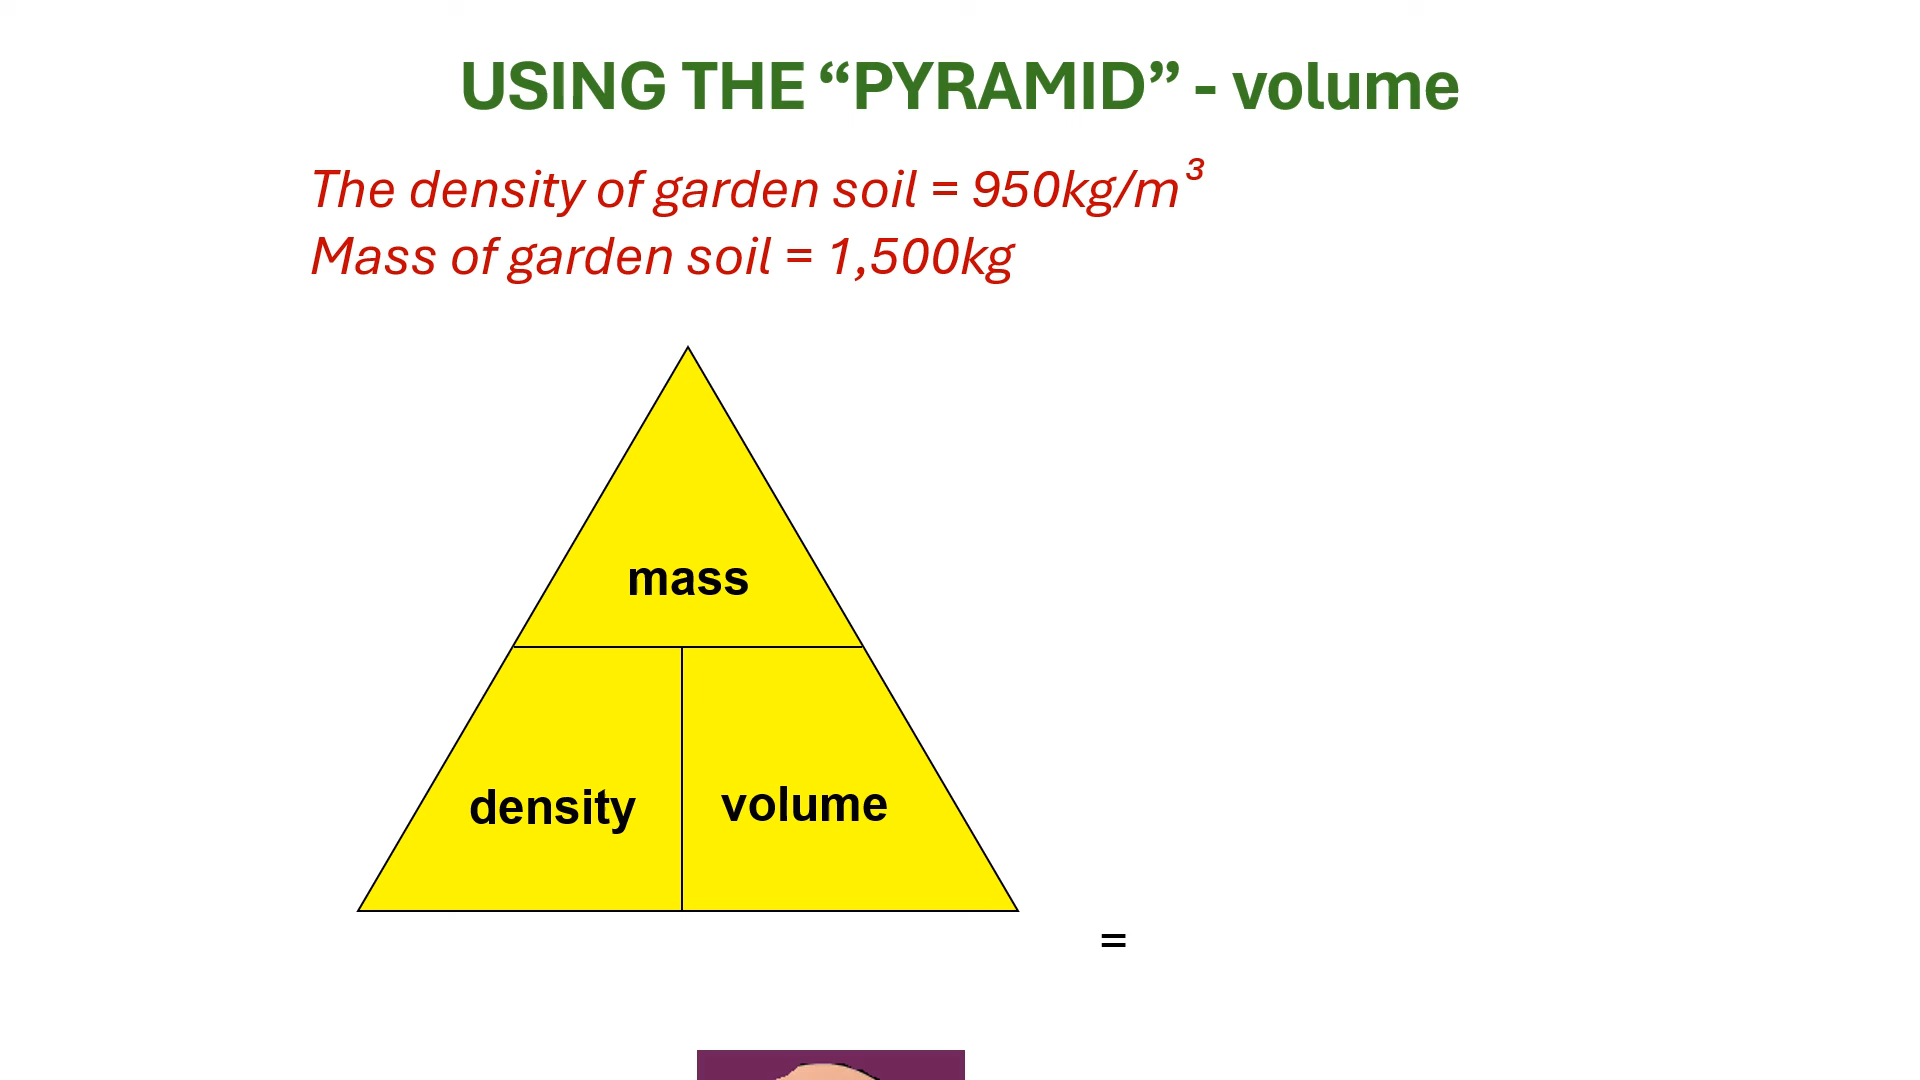 USING THE “PYRAMID” - volume
The density of garden soil = 950kg/m³
Mass of garden soil = 1,500kg
mass
density volume
=